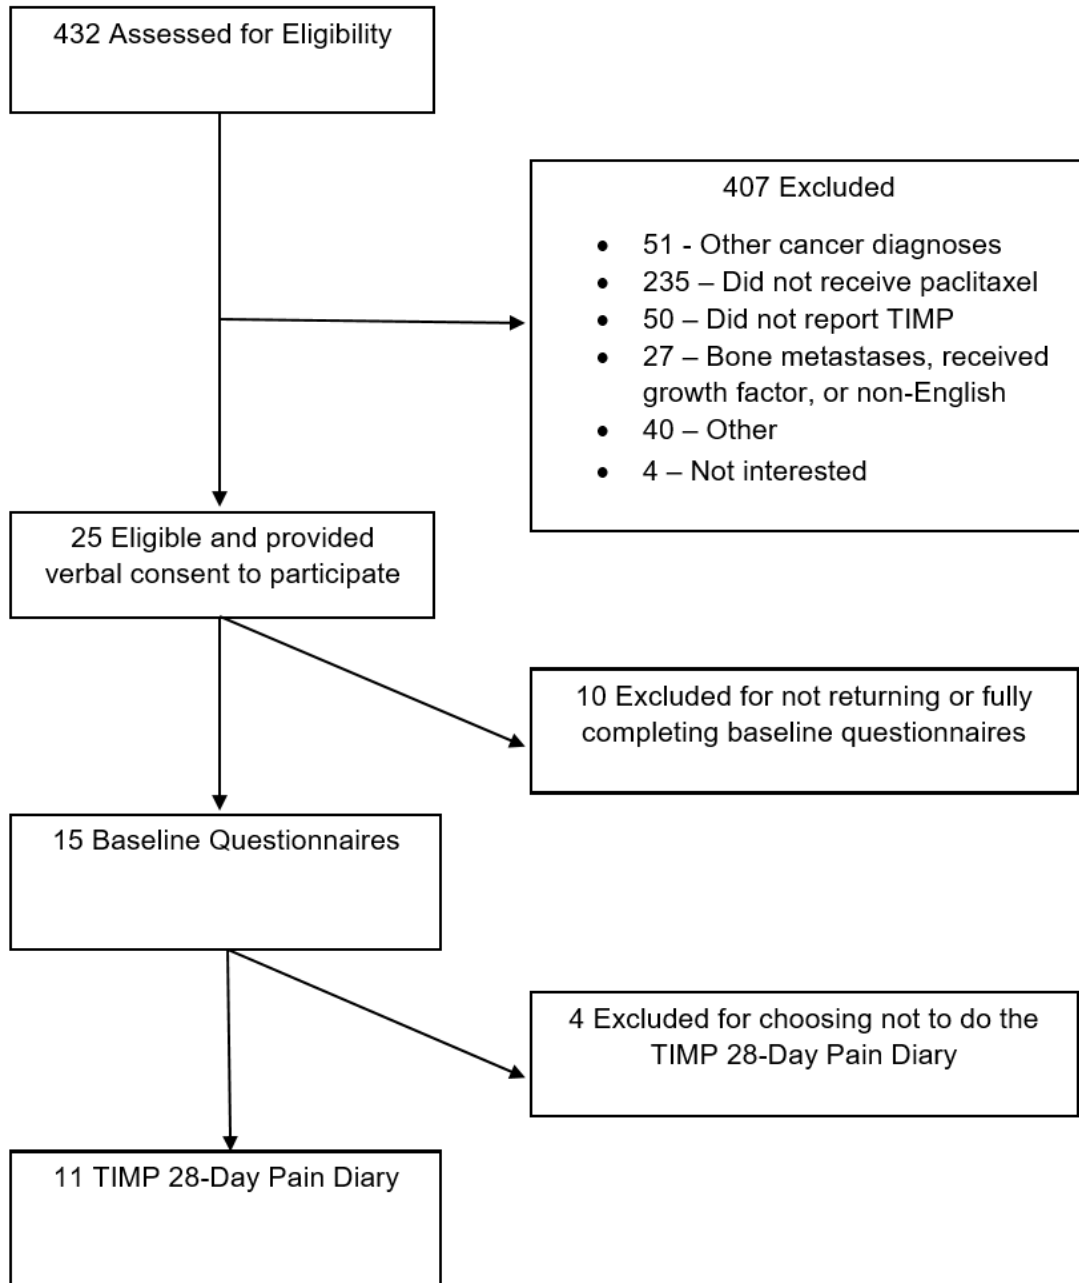 432 Assessed for Eligibility
407 Excluded
• 51 - Other cancer diagnoses
• 235 – Did not receive paclitaxel
• 50 – Did not report TIMP
• 27 – Bone metastases, received
growth factor, or non-English
• 40 – Other
• 4 – Not interested
25 Eligible and provided
verbal consent to participate
10 Excluded for not returning or fully
completing baseline questionnaires
15 Baseline Questionnaires
4 Excluded for choosing not to do the
TIMP 28-Day Pain Diary
11 TIMP 28-Day Pain Diary